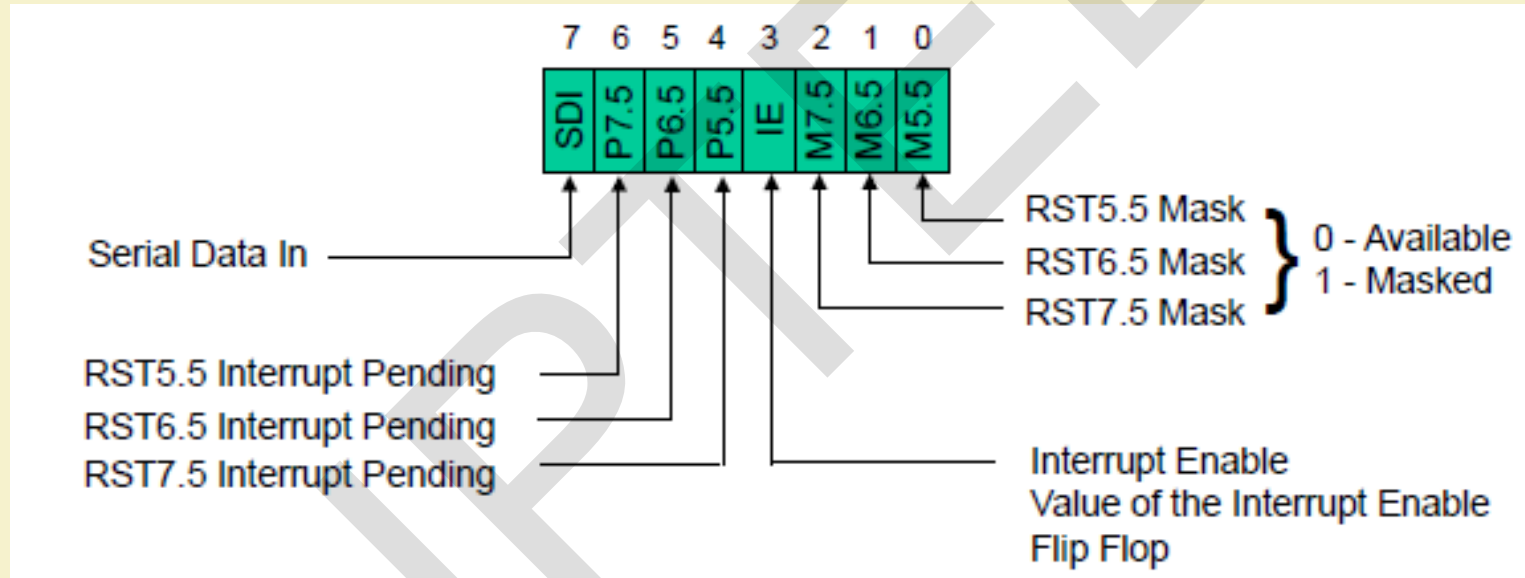 7 6 5 4 3 2 1 0
SDI P7.5 P6.5 P5.5 IE M7.5 M6.5 M5.5
Serial Data In
RST5.5 Interrupt Pending
RST6.5 Interrupt Pending
RST7.5 Interrupt Pending
RST5.5 Mask
RST6.5 Mask
RST7.5 Mask
0 - Available
1 - Masked
Interrupt Enable
Value of the Interrupt Enable
Flip Flop